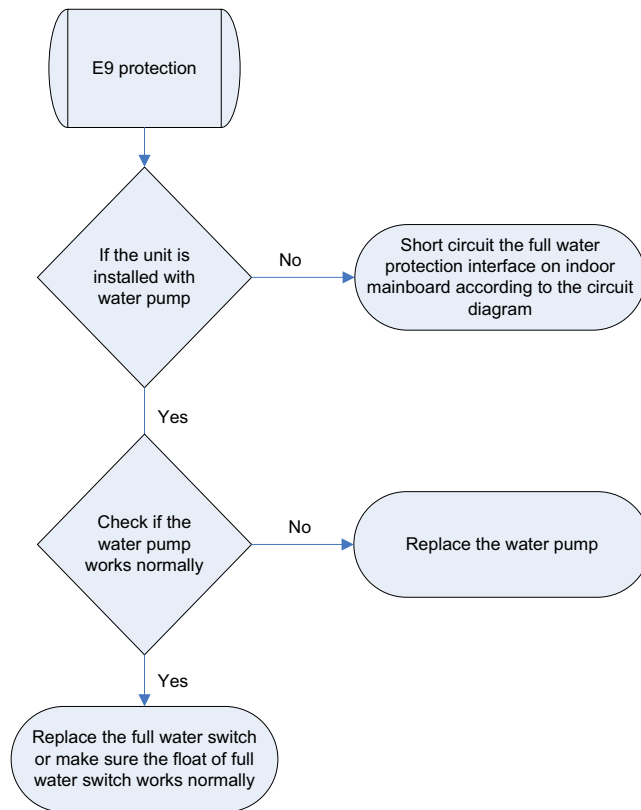 E9 protection
If the unit is
installed with
water pump
No
Short circuit the full water
protection interface on indoor
mainboard according to the circuit
diagram
Yes
Check if the
water pump
works normally
No
Replace the water pump
Yes
Replace the full water switch
or make sure the float of full
water switch works normally